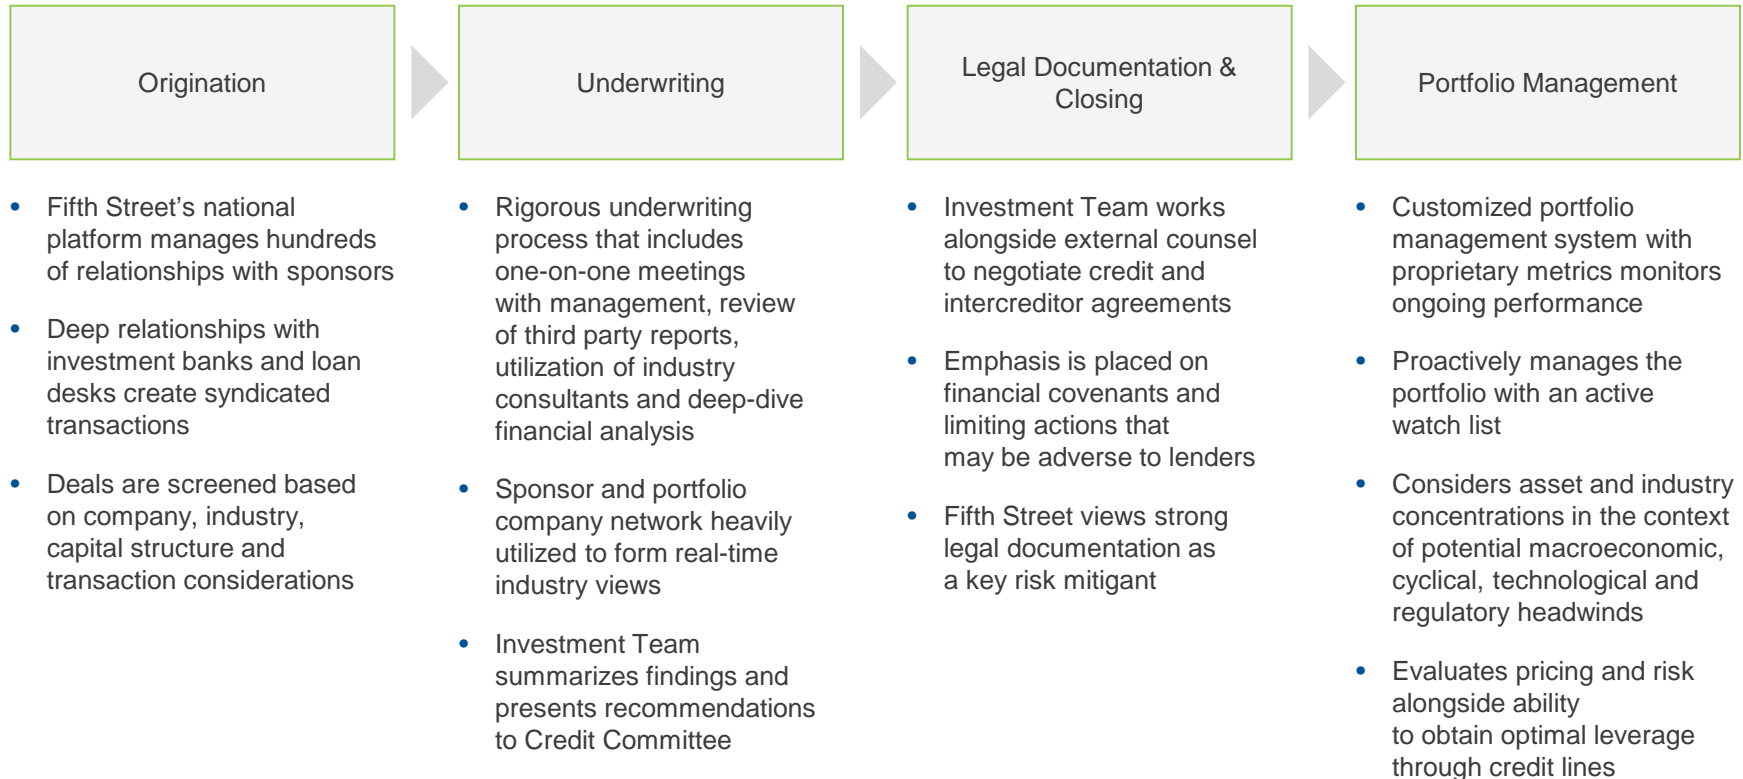 Origination
Underwriting
Legal Documentation &
Closing
Portfolio Management
• Fifth Street’s national
platform manages hundreds
of relationships with sponsors
• Deep relationships with
investment banks and loan
desks create syndicated
transactions
• Deals are screened based
on company, industry,
capital structure and
transaction considerations
• Rigorous underwriting
process that includes
one-on-one meetings
with management, review
of third party reports,
utilization of industry
consultants and deep-dive
financial analysis
• Sponsor and portfolio
company network heavily
utilized to form real-time
industry views
• Investment Team
summarizes findings and
presents recommendations
to Credit Committee
• Investment Team works
alongside external counsel
to negotiate credit and
intercreditor agreements
• Emphasis is placed on
financial covenants and
limiting actions that
may be adverse to lenders
• Fifth Street views strong
legal documentation as
a key risk mitigant
• Customized portfolio
management system with
proprietary metrics monitors
ongoing performance
• Proactively manages the
portfolio with an active
watch list
• Considers asset and industry
concentrations in the context
of potential macroeconomic,
cyclical, technological and
regulatory headwinds
• Evaluates pricing and risk
alongside ability
to obtain optimal leverage
through credit lines